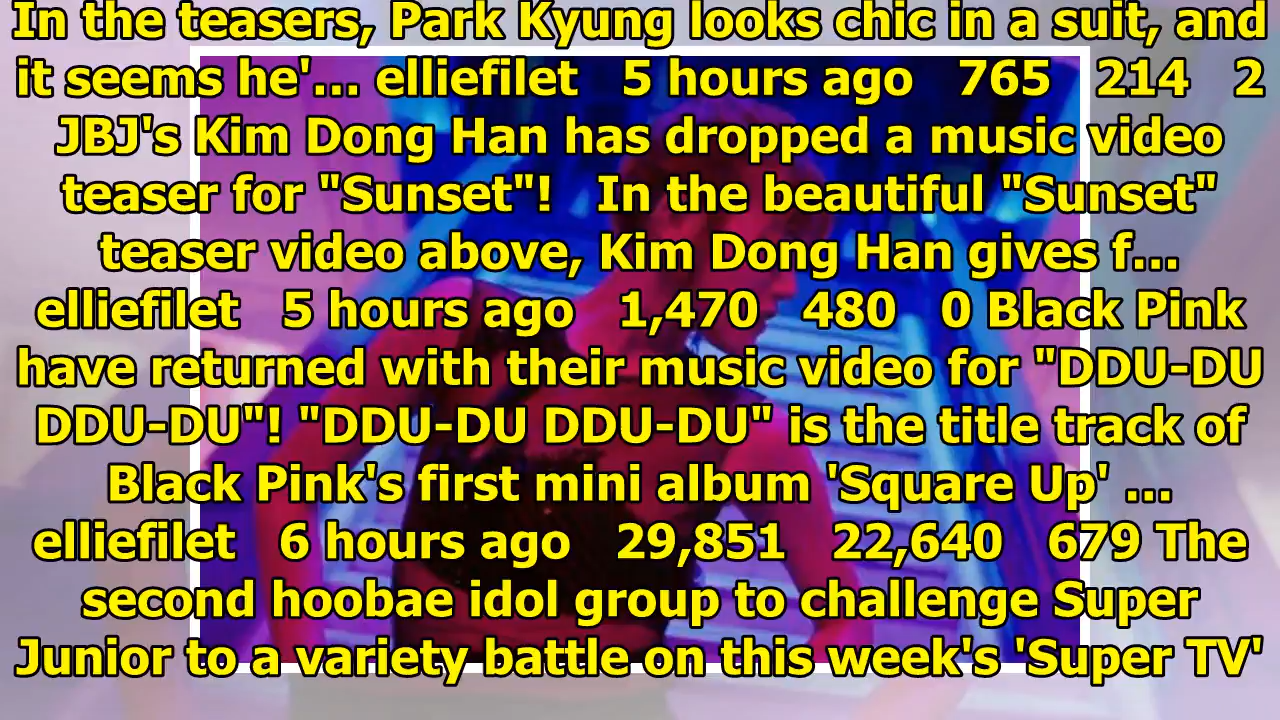 In the teasers, Park Kyung looks chic in a suit, and
it seems he'... elliefilet 5 hours ago 765 214 2
JBJ's Kim Dong Han has dropped a music video
teaser for "Sunset"! In the beautiful "Sunset"
teaser video above, Kim Dong Han gives f...
elliefilet 5 hours ago 1,470 480 0 Black Pink
have returned with their music video for "DDU-DU
DDU-DU"! "DDU-DU DDU-DU" is the title track of
Black Pink's first mini album 'Square Up' ...
elliefilet 6 hours ago 29,851 22,640 679 The
second hoobae idol group to challenge Super
Junior to a variety battle on this week's 'Super TV'